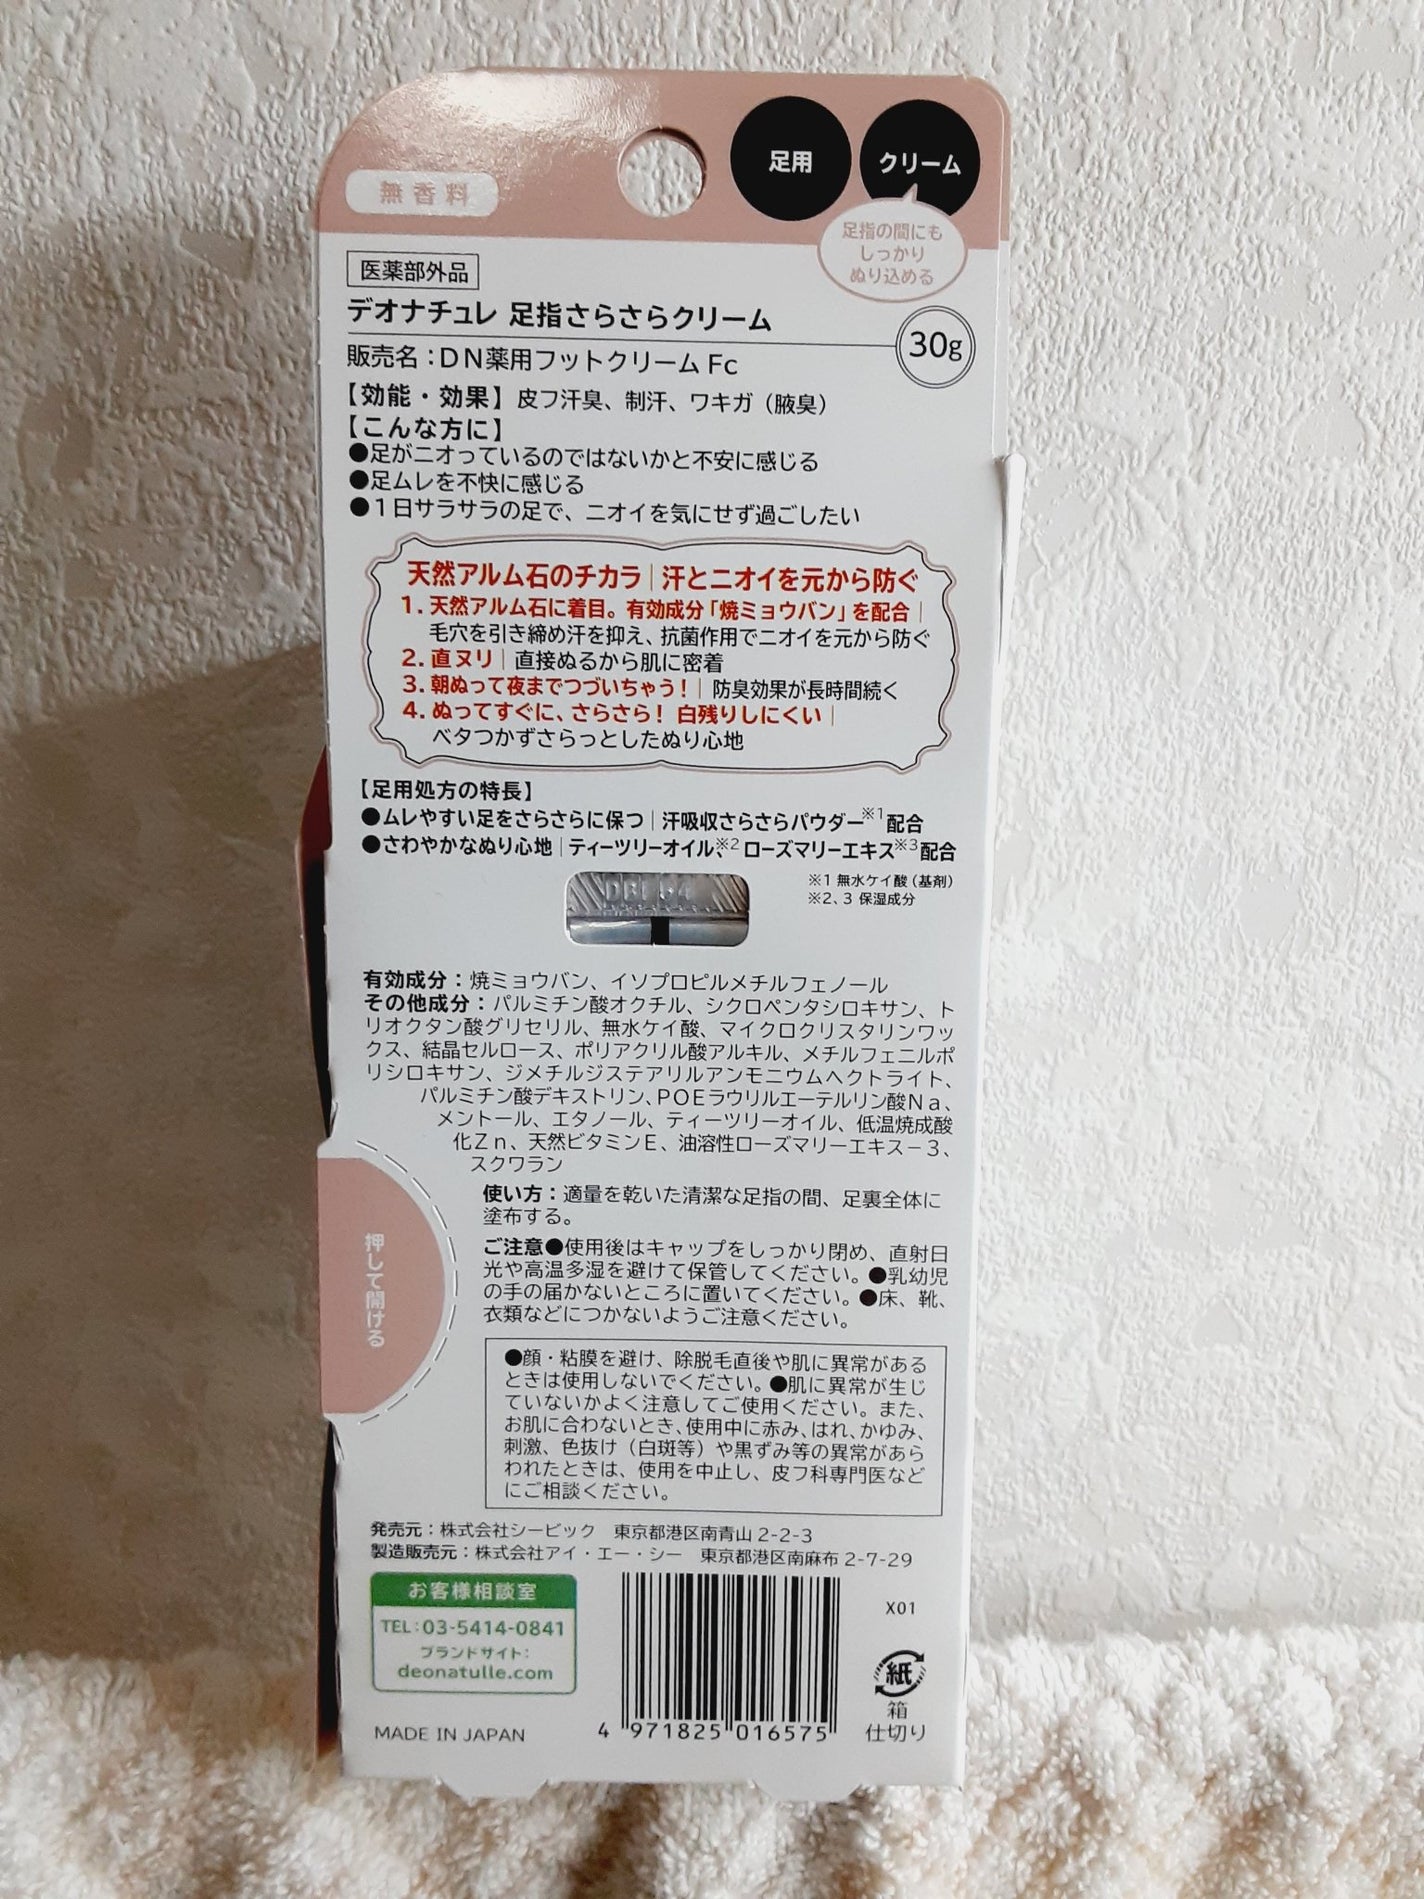 無香料
足用
クリーム
足指の間にも
しっかり
ぬり込める
医薬部外品
デオナチュレ 足指さらさらクリーム
30g
販売名：DN薬用フットクリーム Fc
【効能・効果】皮フ汗臭、制汗、ワキガ（腋臭）
【こんな方に】
●足がニオっているのではないかと不安に感じる
●足ムレを不快に感じる
●1日サラサラの足で、ニオイを気にせず過ごしたい
天然アルム石のチカラ｜汗とニオイを元から防ぐ
1. 天然アルム石に着目。有効成分「焼ミョウバン」を配合｜
毛穴を引き締め汗を抑え、抗菌作用でニオイを元から防ぐ
2. 直ヌリ｜直接ぬるから肌に密着
3. 朝ぬって夜までつづいちゃう！｜防臭効果が長時間続く
4. ぬってすぐに、さらさら！ 白残りしにくい｜
ベタつかずさらっとしたぬり心地
【足用処方の特長】
●ムレやすい足をさらさらに保つ｜汗吸収さらさらパウダー※1配合
●さわやかなぬり心地｜ティーツリーオイル※2、ローズマリーエキス※3配合
※1 無水ケイ酸（基剤）
※2、3 保湿成分
有効成分：焼ミョウバン、イソプロピルメチルフェノール
その他成分：パルミチン酸オクチル、シクロペンタシロキサン、ト
リオクタン酸グリセリル、無水ケイ酸、マイクロクリスタリンワッ
クス、結晶セルロース、ポリアクリル酸アルキル、メチルフェニルポ
リシロキサン、ジメチルジステアリルアンモニウムヘクトライト、
パルミチン酸デキストリン、POEラウリルエーテルリン酸Na、
メントール、エタノール、ティーツリーオイル、低温焼成酸
化Zn、天然ビタミンE、油溶性ローズマリーエキス－3、
スクワラン
使い方：適量を乾いた清潔な足指の間、足裏全体に
塗布する。
ご注意●使用後はキャップをしっかり閉め、直射日
光や高温多湿を避けて保管してください。●乳幼児
の手の届かないところに置いてください。●床、靴、
衣類などにつかないようご注意ください。
押して開ける
●顔・粘膜を避け、除脱毛直後や肌に異常がある
ときは使用しないでください。●肌に異常が生じ
ていないかよく注意してご使用ください。また、
お肌に合わないとき、使用中に赤み、はれ、かゆみ、
刺激、色抜け（白斑等）や黒ずみ等の異常があら
われたときは、使用を中止し、皮フ科専門医など
にご相談ください。
発売元：株式会社シービック 東京都港区南青山 2-2-3
製造販売元：株式会社アイ・エー・シー 東京都港区南麻布 2-7-29
お客様相談室
TEL：03-5414-0841
ブランドサイト：
deonatulle.com
MADE IN JAPAN
4 971825 016575
X01
紙
箱
仕切り